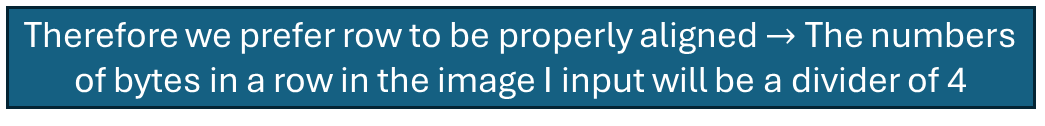 Therefore we prefer row to be properly aligned → The numbers
of bytes in a row in the image I input will be a divider of 4